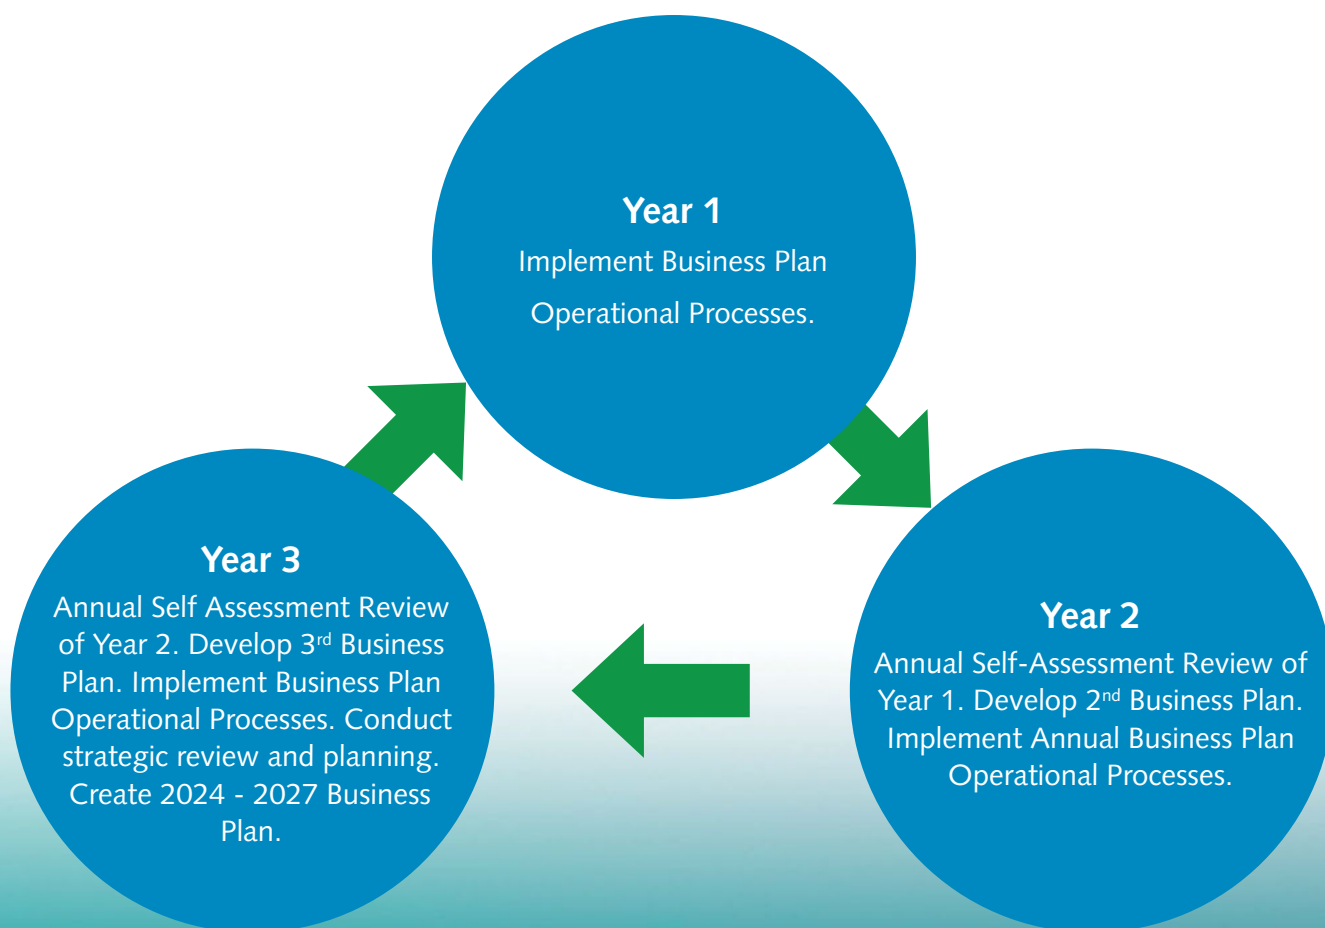 Year 1
Implement Business Plan
Operational Processes.
Year 2
Annual Self-Assessment Review of
Year 1. Develop 2nd Business Plan.
Implement Annual Business Plan
Operational Processes.
Year 3
Annual Self Assessment Review
of Year 2. Develop 3rd Business
Plan. Implement Business Plan
Operational Processes. Conduct
strategic review and planning.
Create 2024 - 2027 Business
Plan.